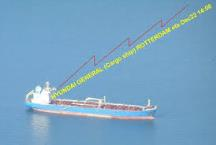 HYUNDAI GENERAL (Cargo ship) ROTTERDAM eta Dec22 14:00